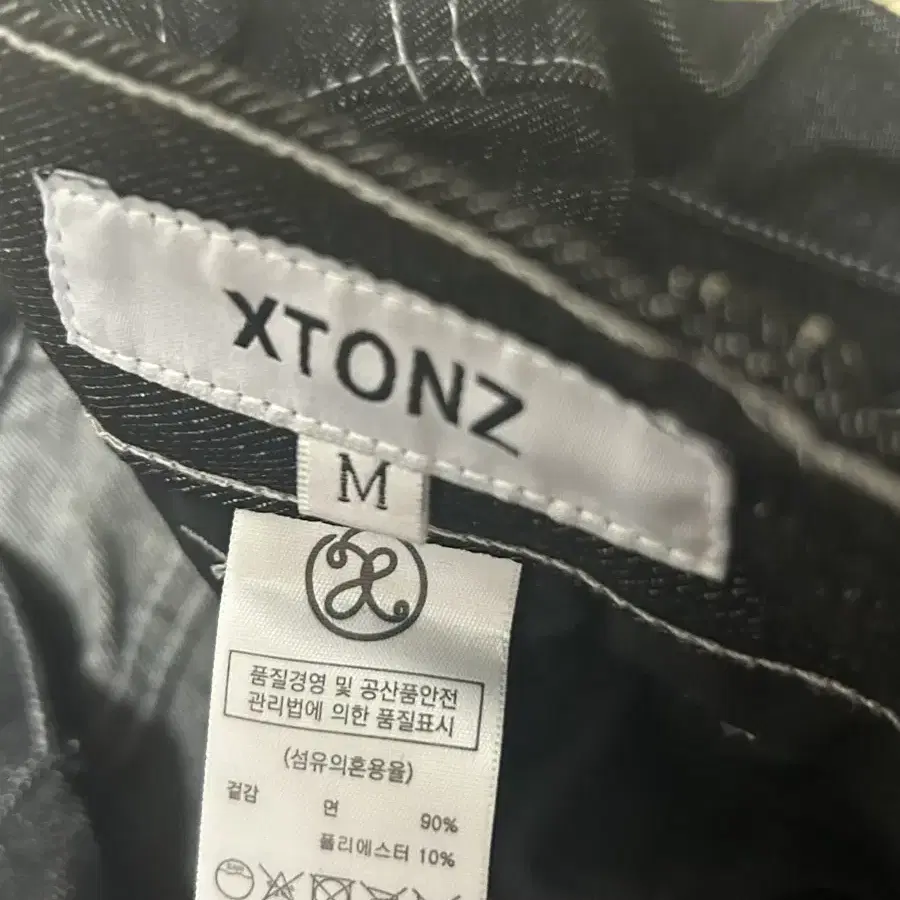 XTONZ
M
품질경영 및 공산품안전
관리법에 의한 품질표시
(섬유의혼용율)
겉감 면 90%
폴리에스터 10%